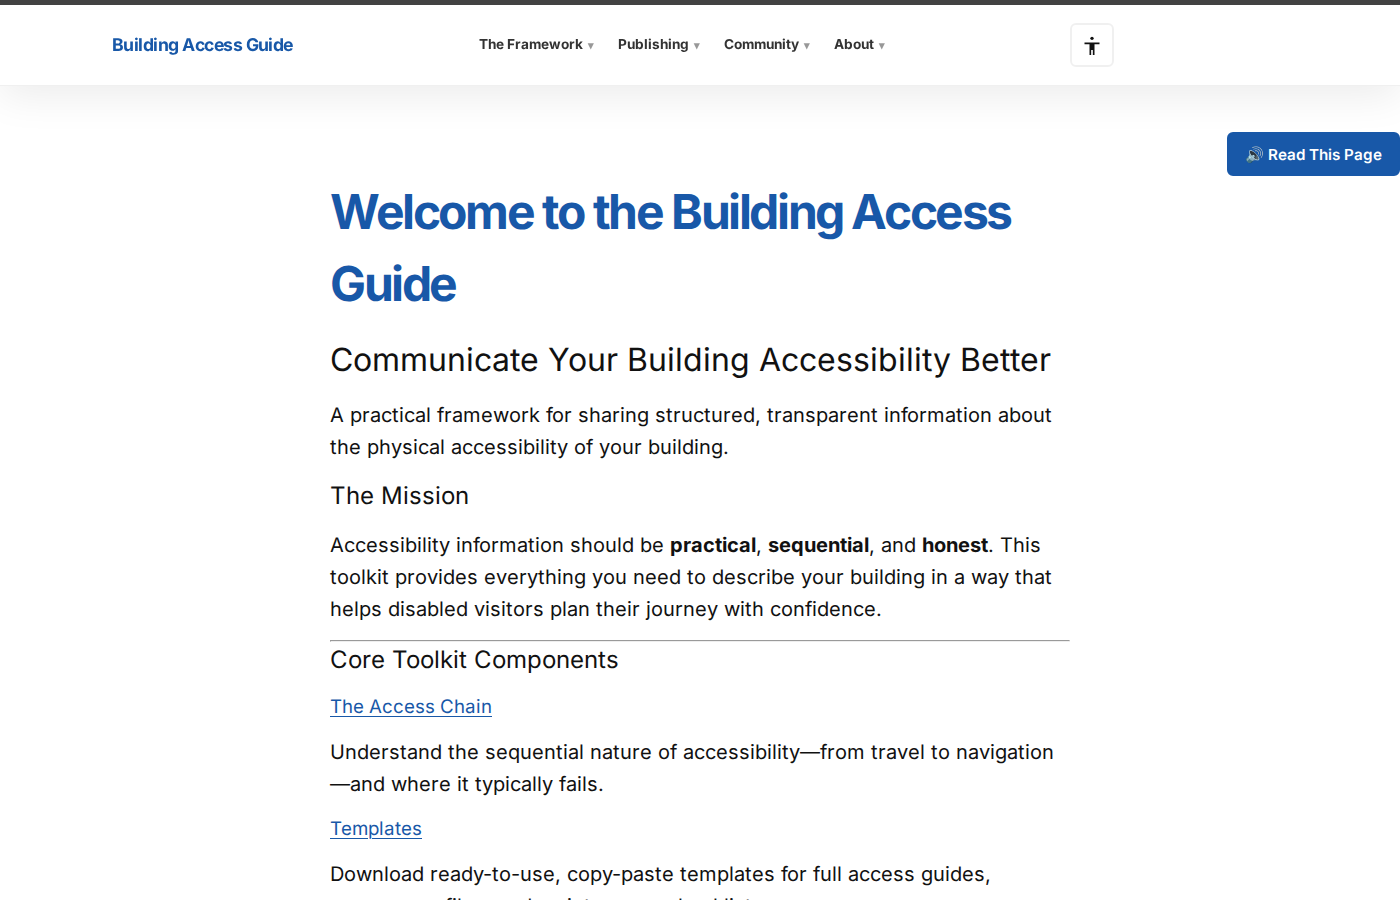 Building Access Guide
The Framework ▾ Publishing ▾ Community ▾ About ▾
🔊 Read This Page
Welcome to the Building Access
Guide
Communicate Your Building Accessibility Better
A practical framework for sharing structured, transparent information about
the physical accessibility of your building.
The Mission
Accessibility information should be practical, sequential, and honest. This
toolkit provides everything you need to describe your building in a way that
helps disabled visitors plan their journey with confidence.
Core Toolkit Components
The Access Chain
Understand the sequential nature of accessibility—from travel to navigation
—and where it typically fails.
Templates
Download ready-to-use, copy-paste templates for full access guides,